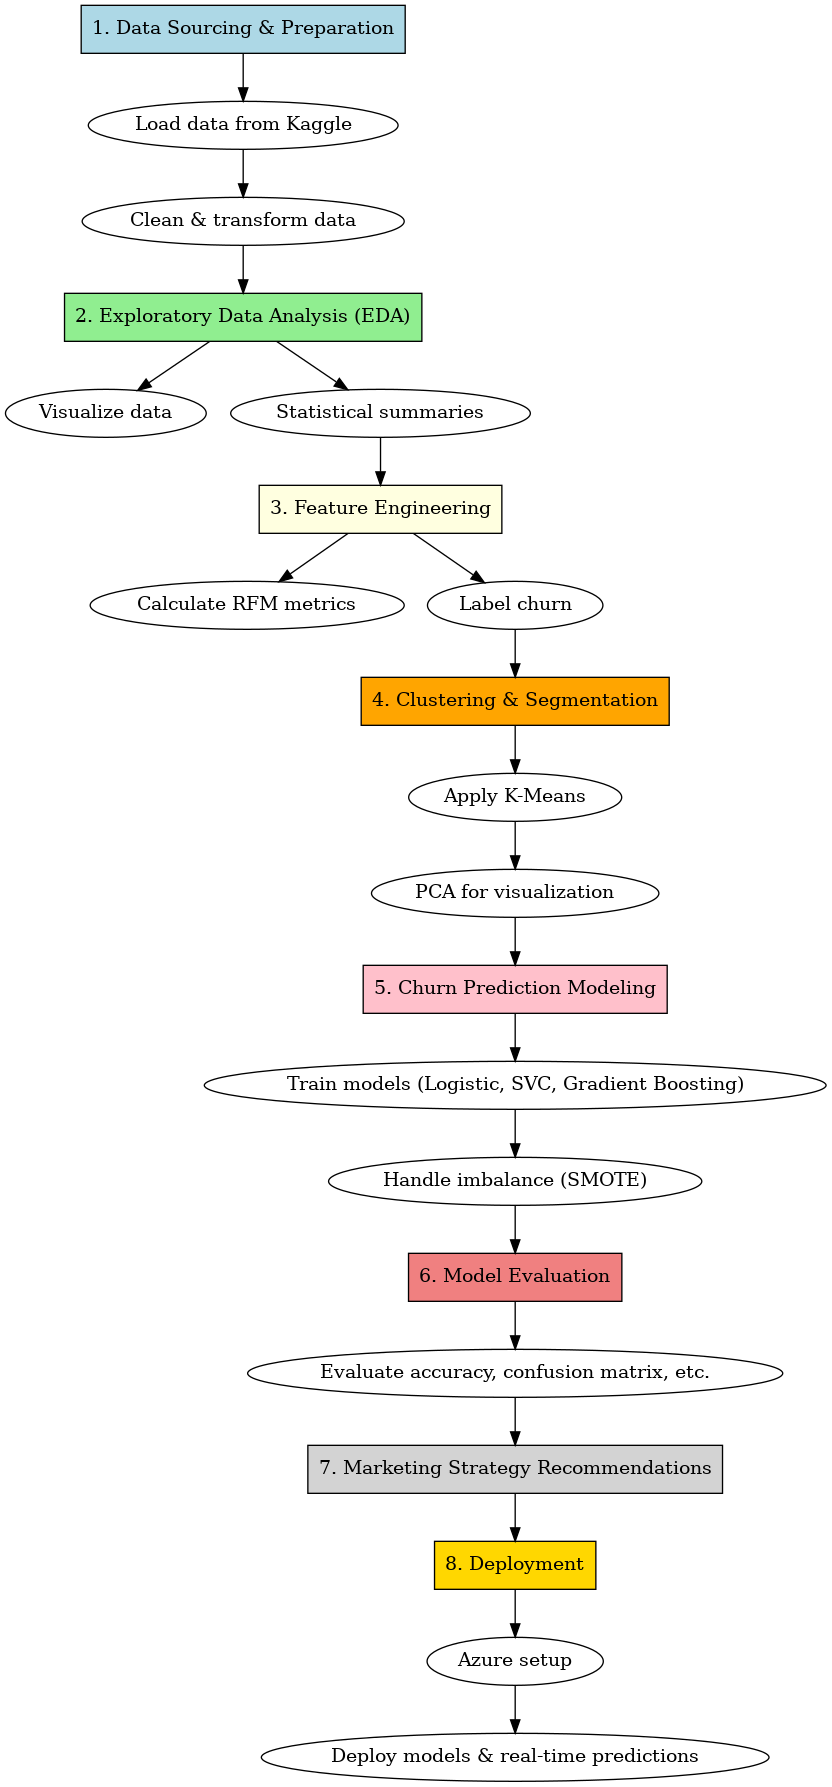 1. Data Sourcing & Preparation
Load data from Kaggle
Clean & transform data
2. Exploratory Data Analysis (EDA)
Visualize data
Statistical summaries
3. Feature Engineering
Calculate RFM metrics
Label churn
4. Clustering & Segmentation
Apply K-Means
PCA for visualization
5. Churn Prediction Modeling
Train models (Logistic, SVC, Gradient Boosting)
Handle imbalance (SMOTE)
6. Model Evaluation
Evaluate accuracy, confusion matrix, etc.
7. Marketing Strategy Recommendations
8. Deployment
Azure setup
Deploy models & real-time predictions